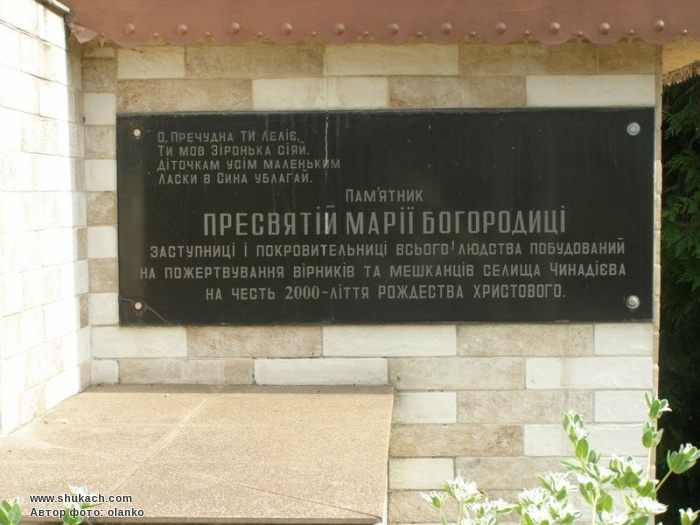 О, Пречудна ти Леліє,
Ти мов Зіронька сіяй.
Діточкам усім маленьким
Ласки в Сина ублагай.
Пам'ятник
ПРЕСВЯТІЙ МАРІЇ БОГОРОДИЦІ
заступниці і покровительниці всього людства побудований
на пожертвування вірників та мешканців селища Чинадієва
на честь 2000-ліття Рождества Христового.
www.shukach.com
Автор фото: olanko